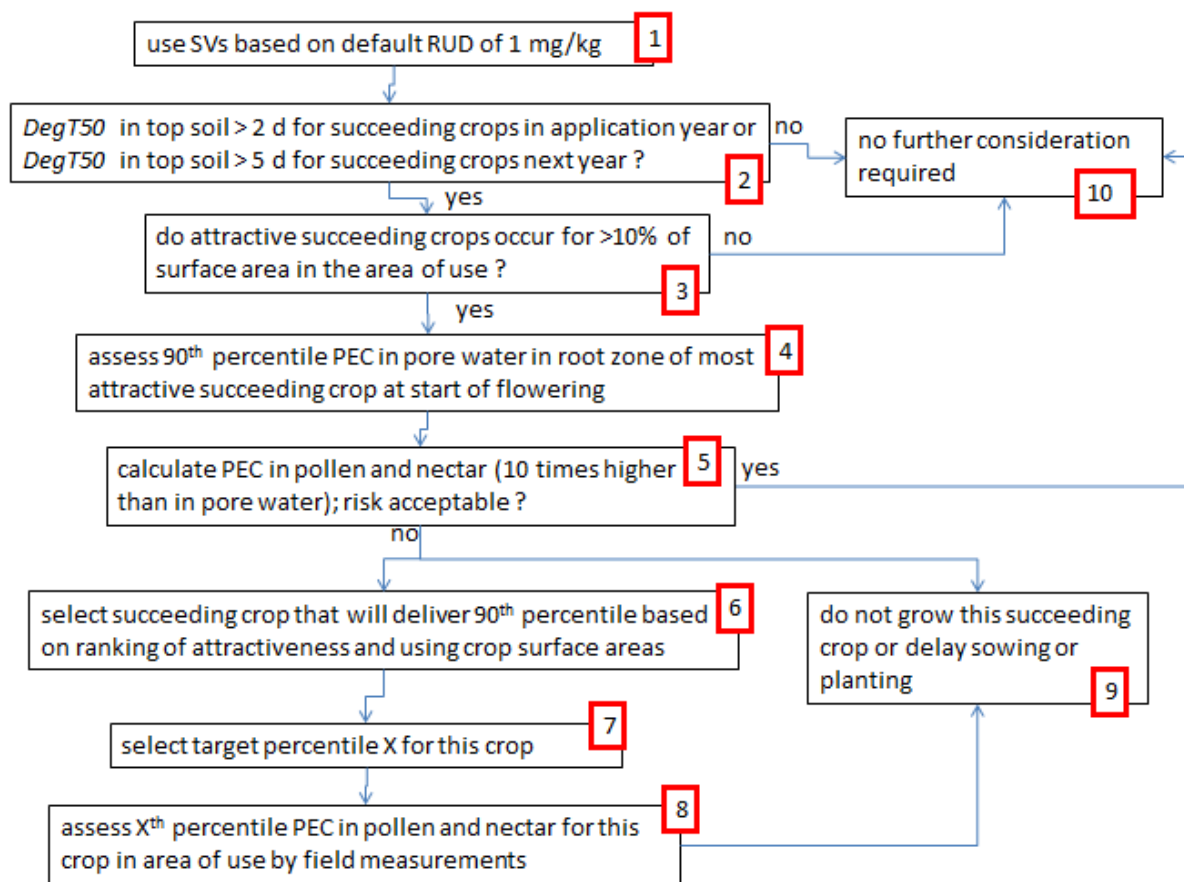 use SVs based on default RUD of 1 mg/kg
1
DegT50 in top soil > 2 d for succeeding crops in application year or
DegT50 in top soil > 5 d for succeeding crops next year ?
2
no
no further consideration
required
10
yes
do attractive succeeding crops occur for >10% of
surface area in the area of use ?
3
no
yes
assess 90th percentile PEC in pore water in root zone of most
attractive succeeding crop at start of flowering
4
calculate PEC in pollen and nectar (10 times higher
than in pore water); risk acceptable ?
5
yes
no
select succeeding crop that will deliver 90th percentile based
on ranking of attractiveness and using crop surface areas
6
do not grow this succeeding
crop or delay sowing or
planting
9
select target percentile X for this crop
7
assess Xth percentile PEC in pollen and nectar for this
crop in area of use by field measurements
8